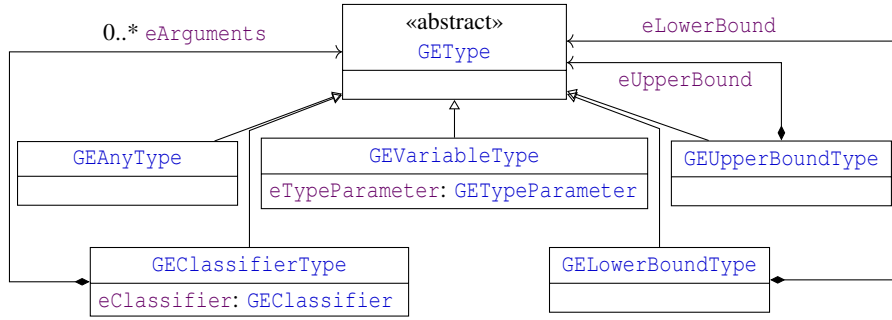 «abstract»
GEType
0..* eArguments
eLowerBound
eUpperBound
GEAnyType
GEVariableType
eTypeParameter: GETypeParameter
GEUpperBoundType
GEClassifierType
eClassifier: GEClassifier
GELowerBoundType